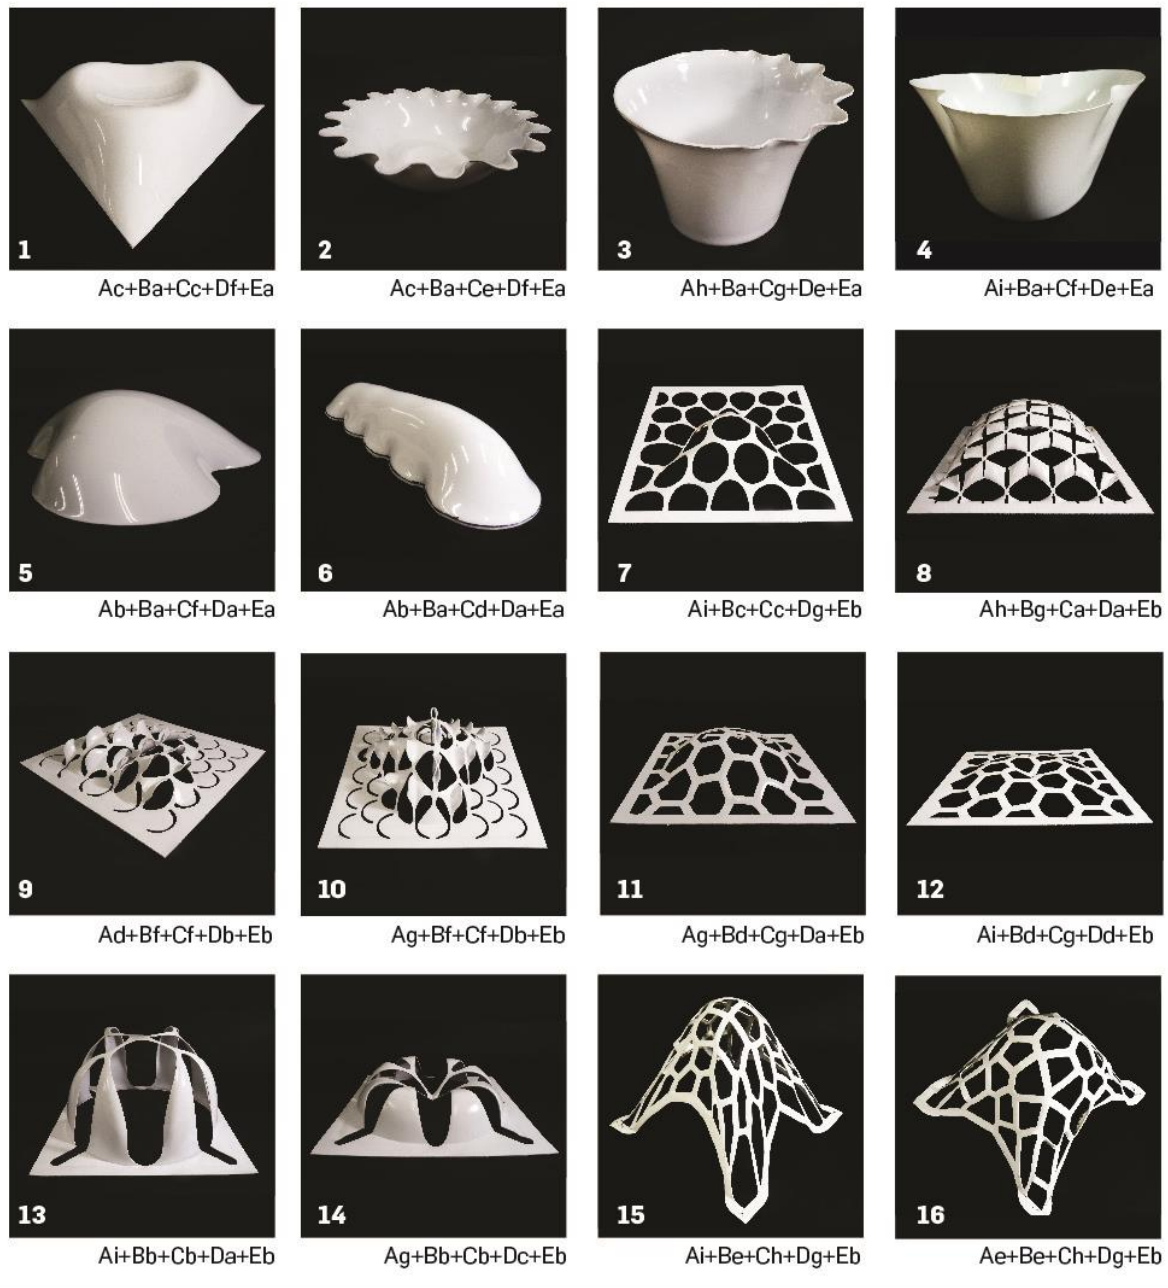 1 2 3 4
Ac+Ba+Cc+Df+Ea Ac+Ba+Ce+Df+Ea Ah+Ba+Cg+De+Ea Ai+Ba+Cf+De+Ea
5 6 7 8
Ab+Ba+Cf+Da+Ea Ab+Ba+Cd+Da+Ea Ai+Bc+Cc+Dg+Eb Ah+Bg+Ca+Da+Eb
9 10 11 12
Ad+Bf+Cf+Db+Eb Ag+Bf+Cf+Db+Eb Ag+Bd+Cg+Da+Eb Ai+Bd+Cg+Dd+Eb
13 14 15 16
Ai+Bb+Cb+Da+Eb Ag+Bb+Cb+Dc+Eb Ai+Be+Ch+Dg+Eb Ae+Be+Ch+Dg+Eb